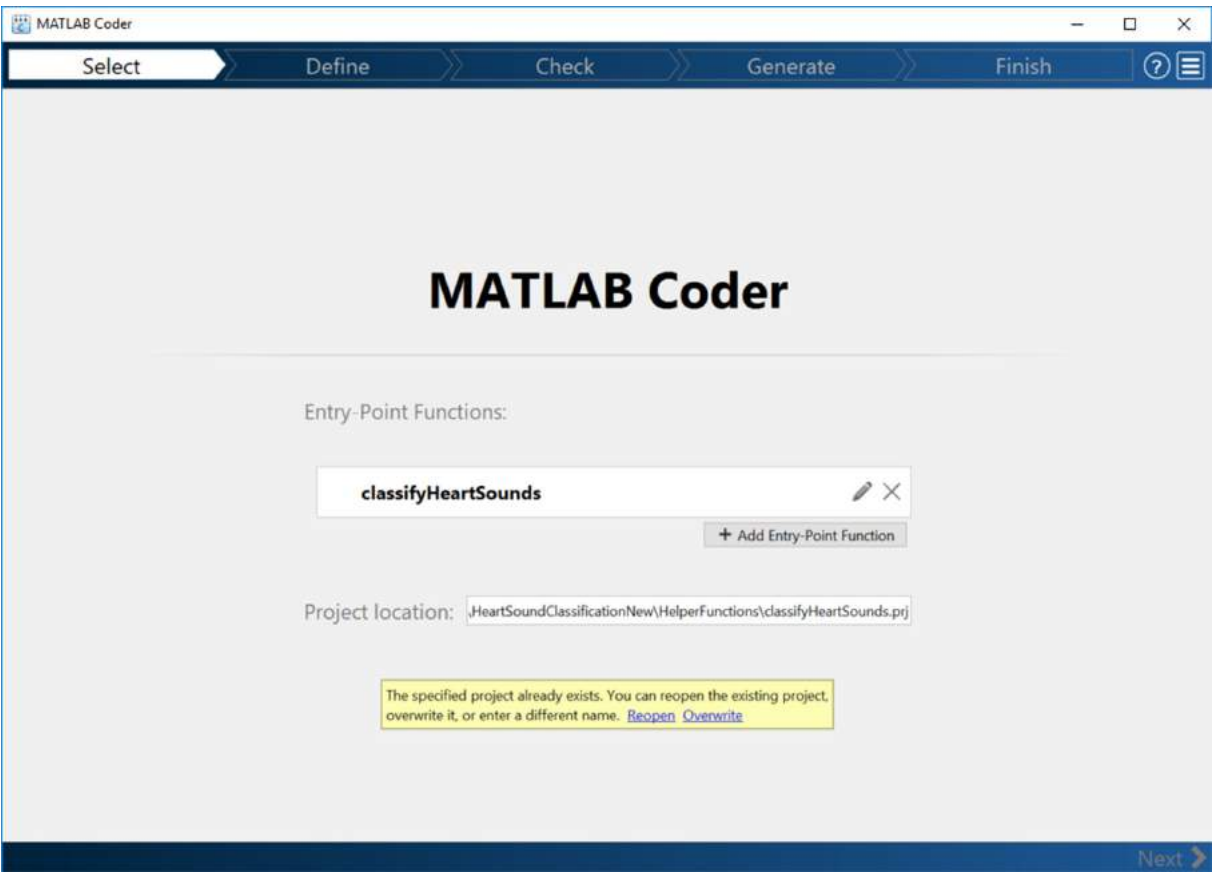 MATLAB Coder
Select Define Check Generate Finish ?
MATLAB Coder
Entry-Point Functions:
classifyHeartSounds
+ Add Entry-Point Function
Project location: .HeartSoundClassificationNew\HelperFunctions\classifyHeartSounds.prj
The specified project already exists. You can reopen the existing project,
overwrite it, or enter a different name. Reopen Overwrite
Next